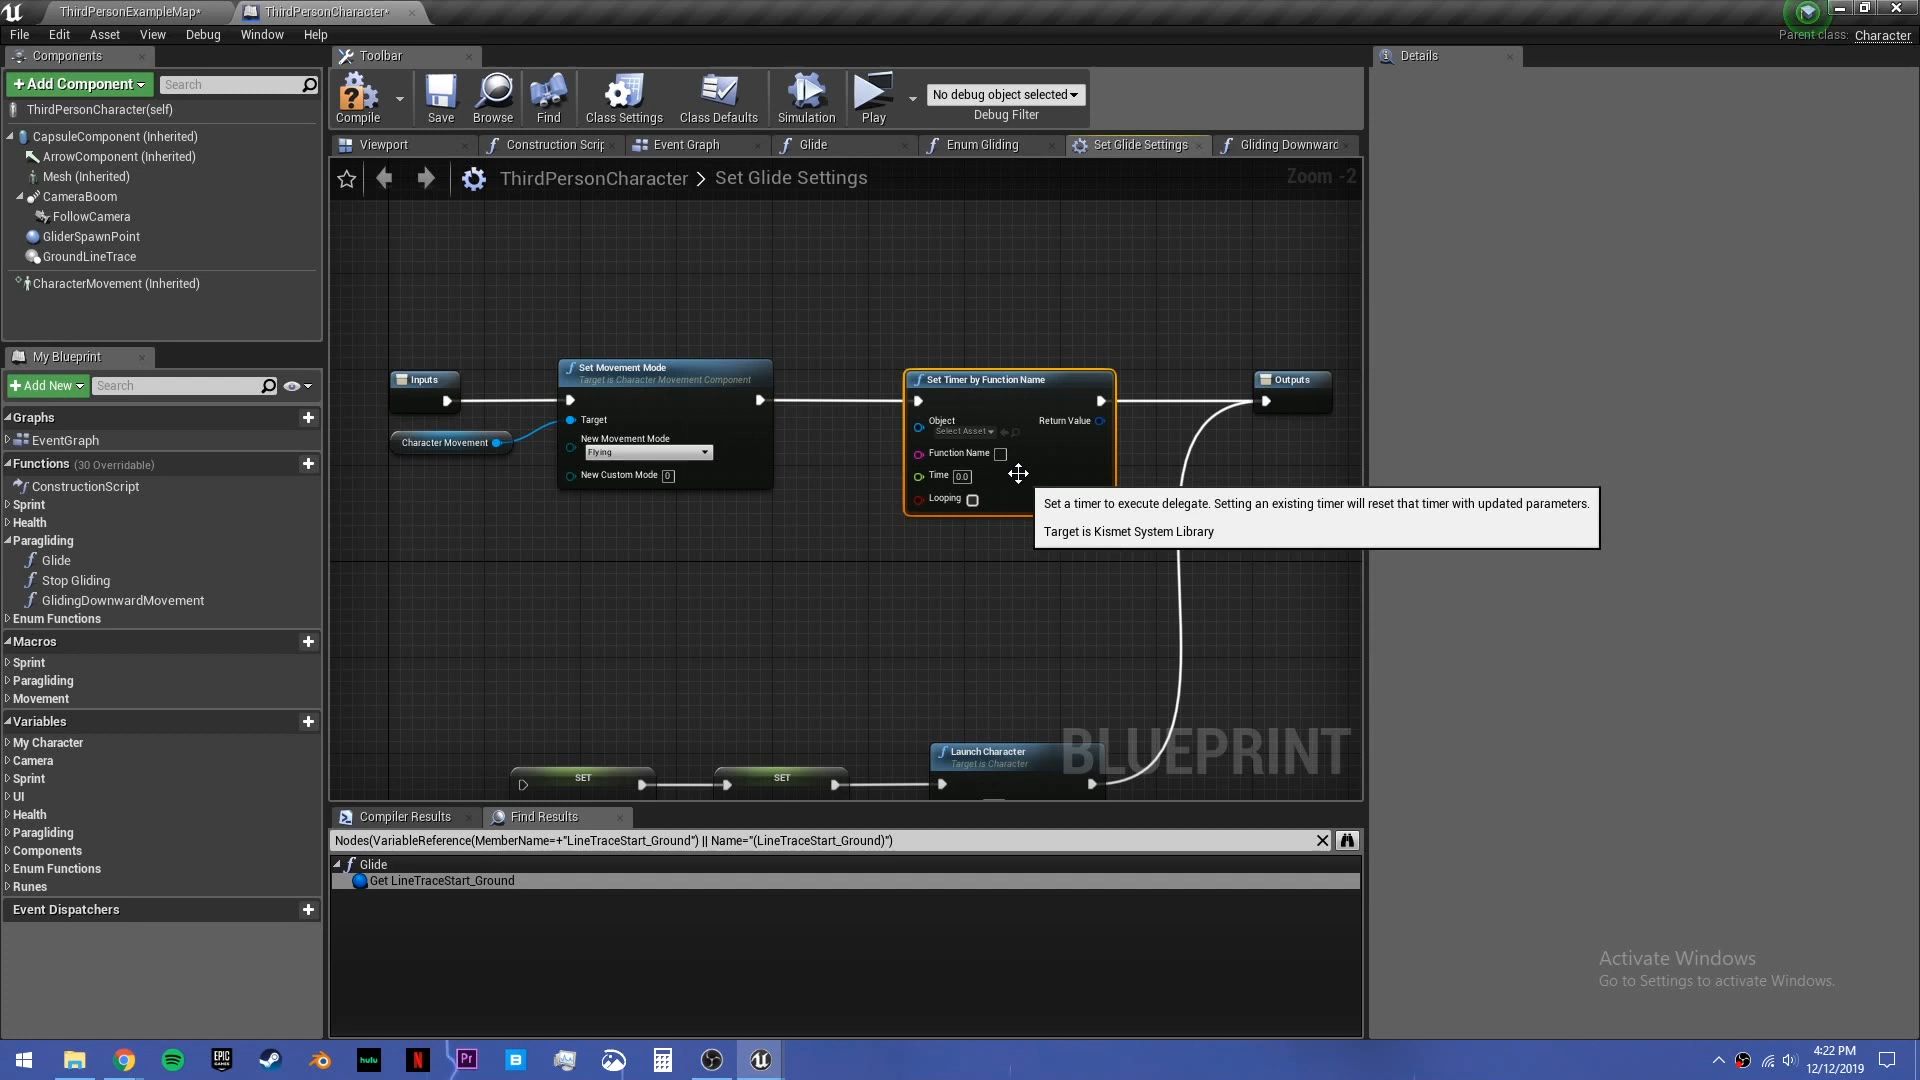 ThirdPersonExampleMap*
ThirdPersonCharacter*
File Edit Asset View Debug Window Help
Parent class: Character
Components
+Add Component
Search
ThirdPersonCharacter(self)
CapsuleComponent (Inherited)
ArrowComponent (Inherited)
Mesh (Inherited)
CameraBoom
FollowCamera
GliderSpawnPoint
GroundLineTrace
CharacterMovement (Inherited)
My Blueprint
+Add New
Search
Graphs
EventGraph
Functions (30 Overridable)
ConstructionScript
Sprint
Health
Paragliding
Glide
Stop Gliding
GlidingDownwardMovement
Enum Functions
Macros
Sprint
Paragliding
Movement
Variables
My Character
Camera
Sprint
UI
Health
Paragliding
Components
Enum Functions
Runes
Event Dispatchers
Toolbar
Compile
Save
Browse
Find
Class Settings
Class Defaults
Simulation
Play
No debug object selected
Debug Filter
Viewport
Construction Scrip
Event Graph
Glide
Enum Gliding
Set Glide Settings
Gliding Downward
ThirdPersonCharacter > Set Glide Settings
Zoom -2
Inputs
Character Movement
Set Movement Mode
Target is Character Movement Component
Target
New Movement Mode
Flying
New Custom Mode 0
Set Timer by Function Name
Object
Select Asset
Return Value
Function Name
Time 0.0
Looping
Outputs
Set a timer to execute delegate. Setting an existing timer will reset that timer with updated parameters.
Target is Kismet System Library
SET
SET
Launch Character
Target is Character
BLUEPRINT
Compiler Results
Find Results
Nodes(VariableReference(MemberName=+"LineTraceStart_Ground") || Name="(LineTraceStart_Ground)")
Glide
Get LineTraceStart_Ground
Details
Activate Windows
Go to Settings to activate Windows.
EPIC
GAMES
hulu
N
Pr
B
4:22 PM
12/12/2019